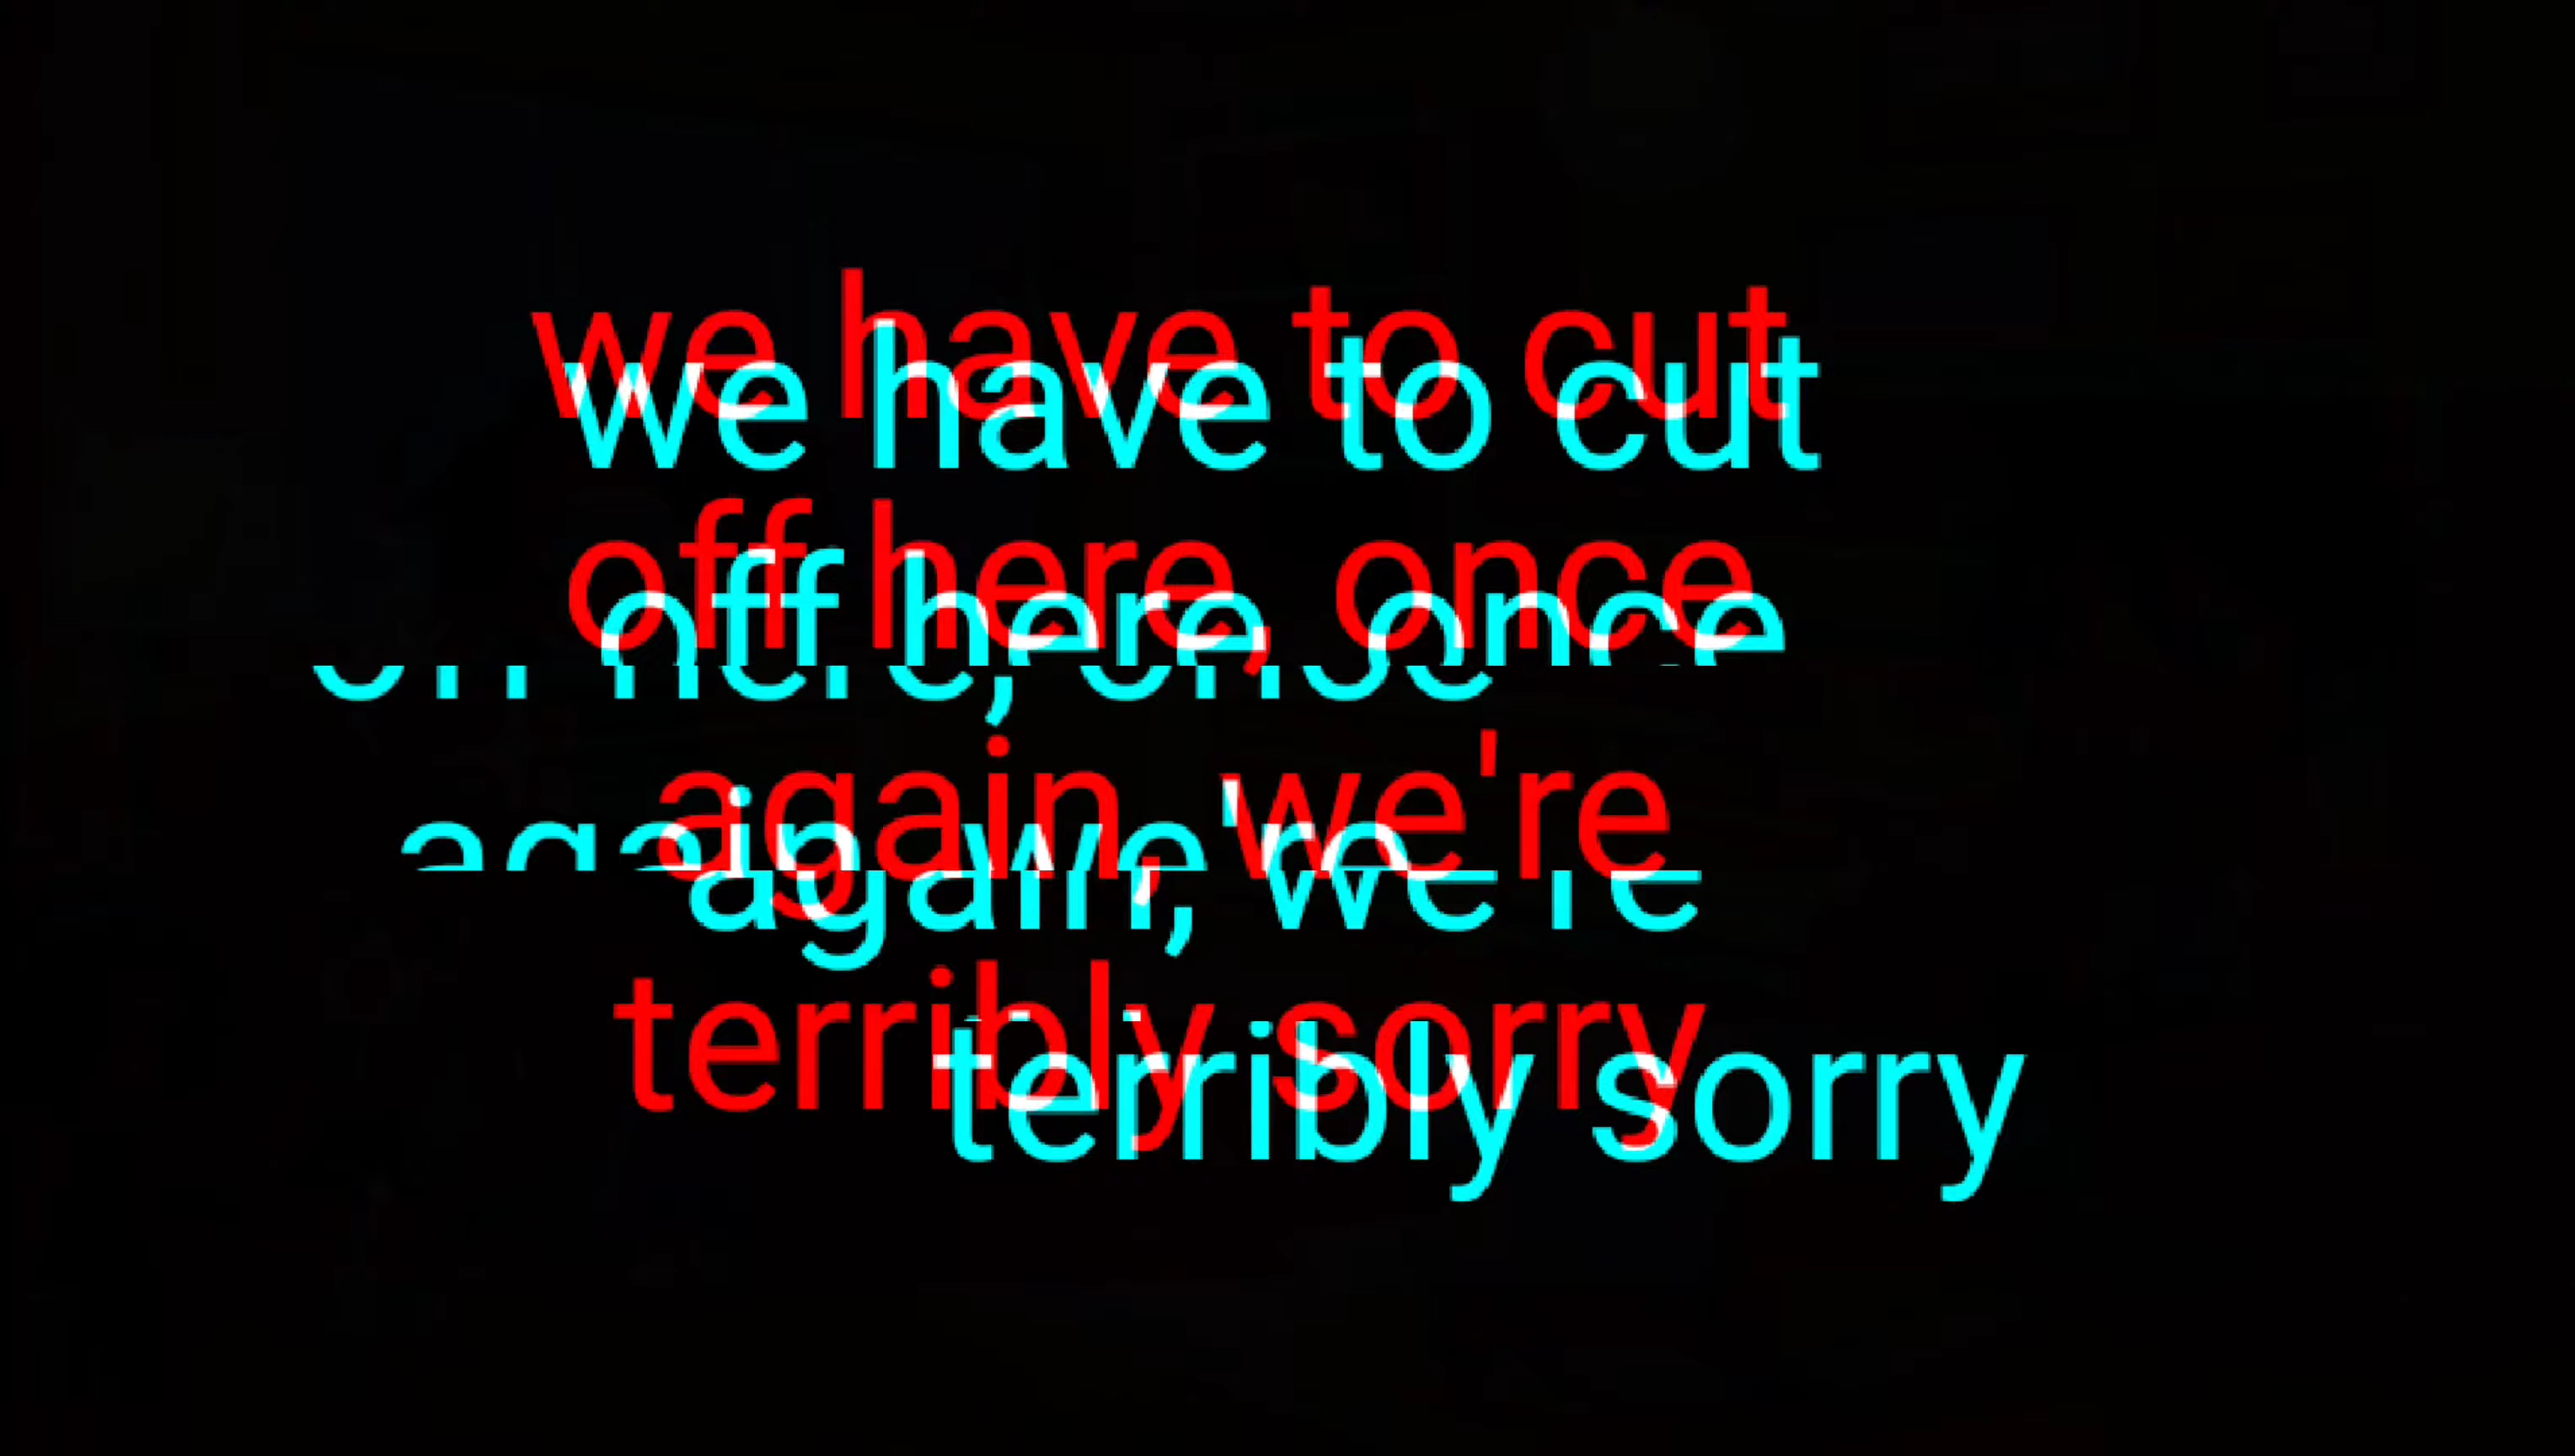 we have to cut
off here, once
again, we're
terribly sorry